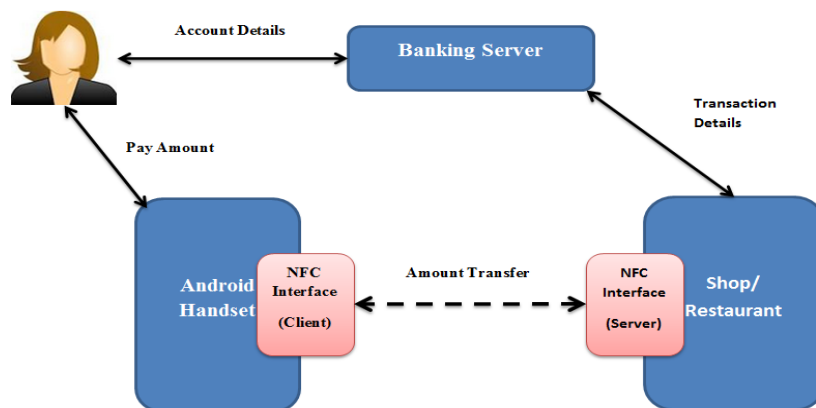 Account Details
Banking Server
Transaction
Details
Pay Amount
Android
Handset
NFC
Interface
(Client)
Amount Transfer
NFC
Interface
(Server)
Shop/
Restaurant